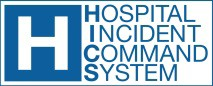 H
HOSPITAL
INCIDENT
COMMAND
SYSTEM